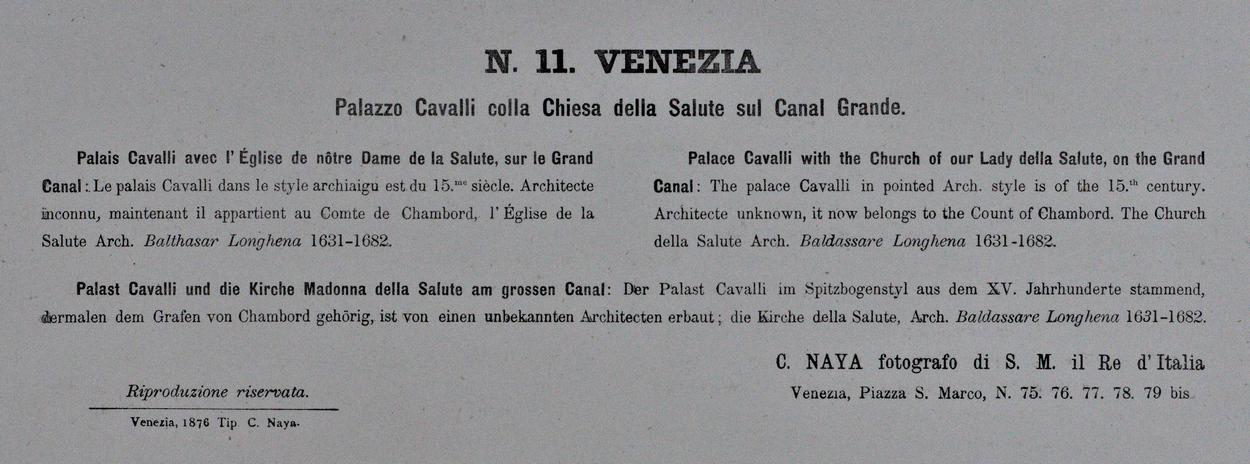 N. 11. VENEZIA
Palazzo Cavalli colla Chiesa della Salute sul Canal Grande.
Palais Cavalli avec l' Église de nôtre Dame de la Salute, sur le Grand
Canal: Le palais Cavalli dans le style archiaigu est du 15.me siècle. Architecte
inconnu, maintenant il appartient au Comte de Chambord, l' Église de la
Salute Arch. Balthasar Longhena 1631-1682.
Palace Cavalli with the Church of our Lady della Salute, on the Grand
Canal: The palace Cavalli in pointed Arch. style is of the 15.th century.
Architecte unknown, it now belongs to the Count of Chambord. The Church
della Salute Arch. Baldassare Longhena 1631-1682.
Palast Cavalli und die Kirche Madonna della Salute am grossen Canal: Der Palast Cavalli im Spitzbogenstyl aus dem XV. Jahrhunderte stammend,
dermalen dem Grafen von Chambord gehörig, ist von einen unbekannten Architecten erbaut; die Kirche della Salute, Arch. Baldassare Longhena 1631-1682.
C. NAYA fotografo di S. M. il Re d' Italia
Venezia, Piazza S. Marco, N. 75. 76. 77. 78. 79 bis
Riproduzione riservata.
Venezia, 1876 Tip C. Naya.